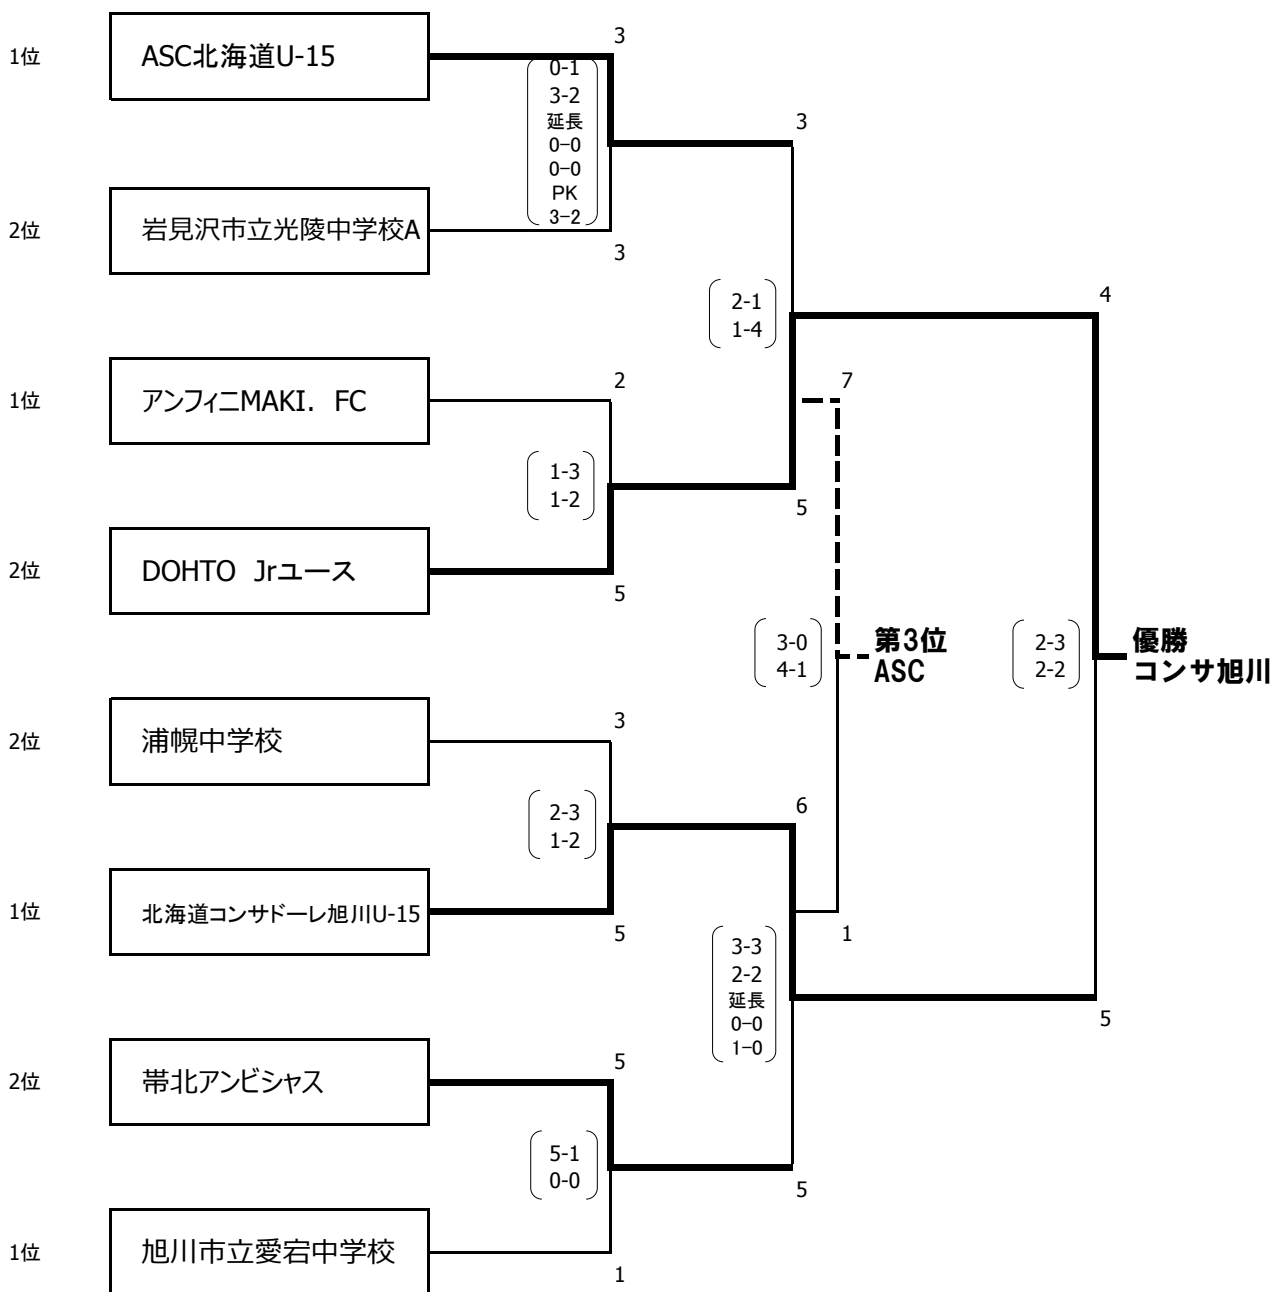 3
1位
ASC北海道U-15
0-1
3-2
延長
0-0
0-0
PK
3-2
3
2位
岩見沢市立光陵中学校A
3
2-1
1-4
4
1位
アンフィニMAKI. FC
2
7
1-3
1-2
5
2位
DOHTO Jrユース
5
3-0
4-1
第3位
ASC
2-3
2-2
優勝
コンサ旭川
2位
浦幌中学校
3
2-3
1-2
6
1位
北海道コンサドーレ旭川U-15
5
1
3-3
2-2
延長
0-0
1-0
5
2位
帯北アンビシャス
5
5-1
0-0
5
1位
旭川市立愛宕中学校
1